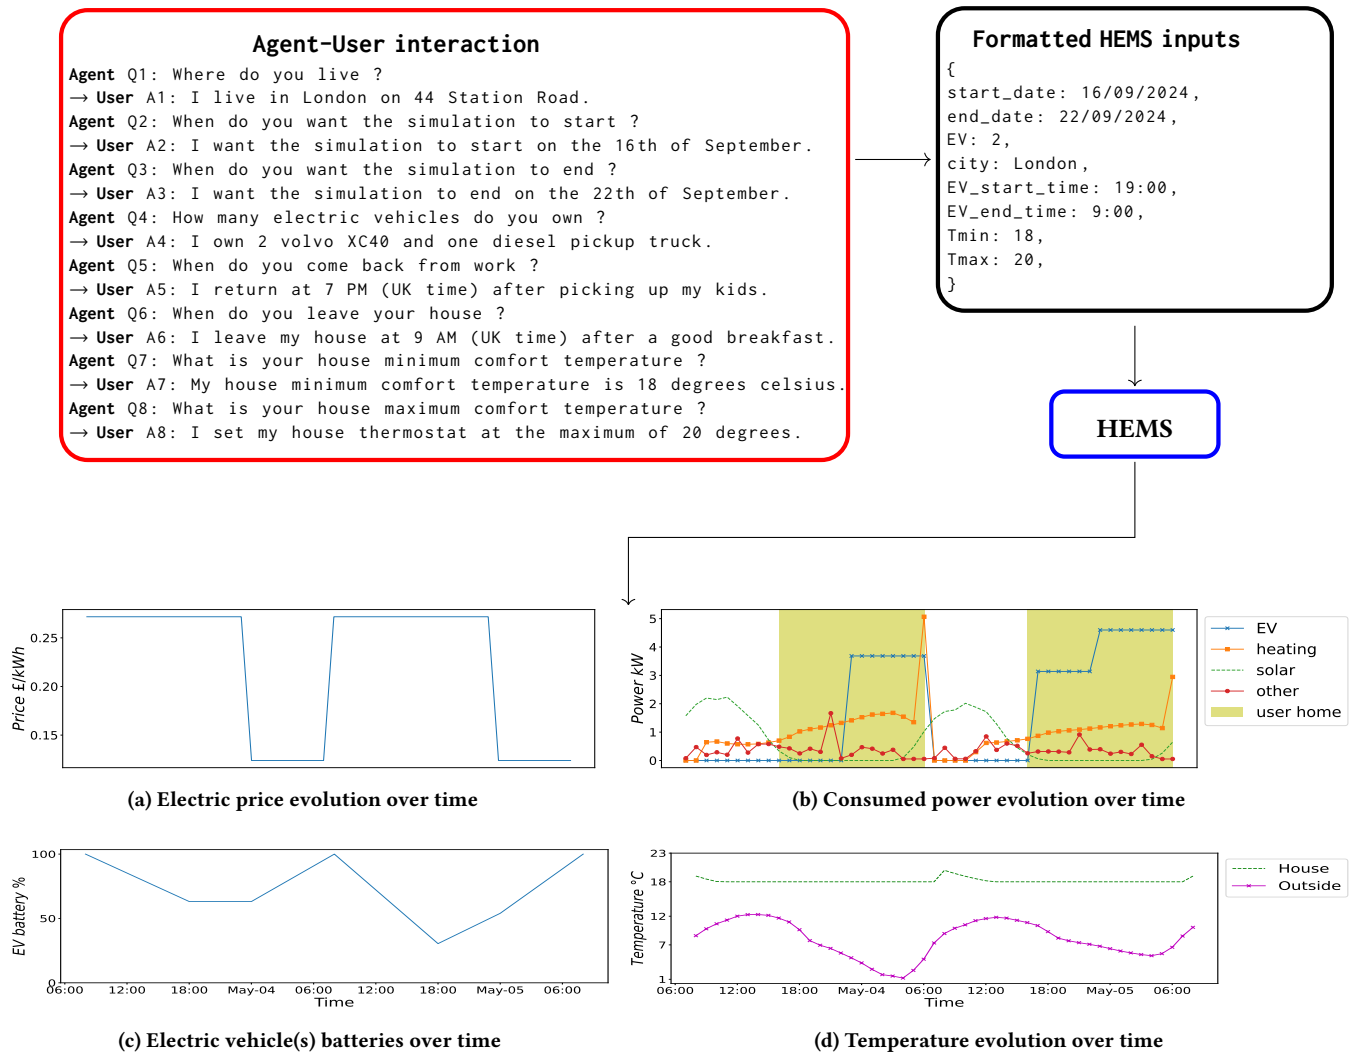 Agent-User interaction
Agent Q1: Where do you live ?
→ User A1: I live in London on 44 Station Road.
Agent Q2: When do you want the simulation to start ?
→ User A2: I want the simulation to start on the 16th of September.
Agent Q3: When do you want the simulation to end ?
→ User A3: I want the simulation to end on the 22th of September.
Agent Q4: How many electric vehicles do you own ?
→ User A4: I own 2 volvo XC40 and one diesel pickup truck.
Agent Q5: When do you come back from work ?
→ User A5: I return at 7 PM (UK time) after picking up my kids.
Agent Q6: When do you leave your house ?
→ User A6: I leave my house at 9 AM (UK time) after a good breakfast.
Agent Q7: What is your house minimum comfort temperature ?
→ User A7: My house minimum comfort temperature is 18 degrees celsius.
Agent Q8: What is your house maximum comfort temperature ?
→ User A8: I set my house thermostat at the maximum of 20 degrees.
Formatted HEMS inputs
{
start_date: 16/09/2024,
end_date: 22/09/2024,
EV: 2,
city: London,
EV_start_time: 19:00,
EV_end_time: 9:00,
Tmin: 18,
Tmax: 20,
}
HEMS
Price £/kWh
0.25
0.20
0.15
(a) Electric price evolution over time
Power kW
5
4
3
2
1
0
EV
heating
solar
other
user home
(b) Consumed power evolution over time
EV battery %
100
50
0
06:00 12:00 18:00 May-04 06:00 12:00 18:00 May-05 06:00
Time
(c) Electric vehicle(s) batteries over time
Temperature °C
23
18
12
7
1
06:00 12:00 18:00 May-04 06:00 12:00 18:00 May-05 06:00
Time
House
Outside
(d) Temperature evolution over time